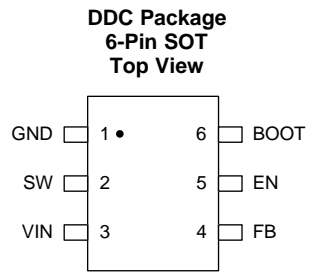 DDC Package
6-Pin SOT
Top View
GND 1 6 BOOT
SW 2 5 EN
VIN 3 4 FB